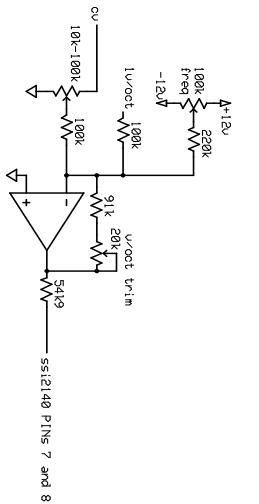 cv
10k-100k
100k
1v/oct
100k
-12v
100k
freq
+12v
220k
91k
20k
v/oct trim
-
+
54k9
ssi2140 PINs 7 and 8